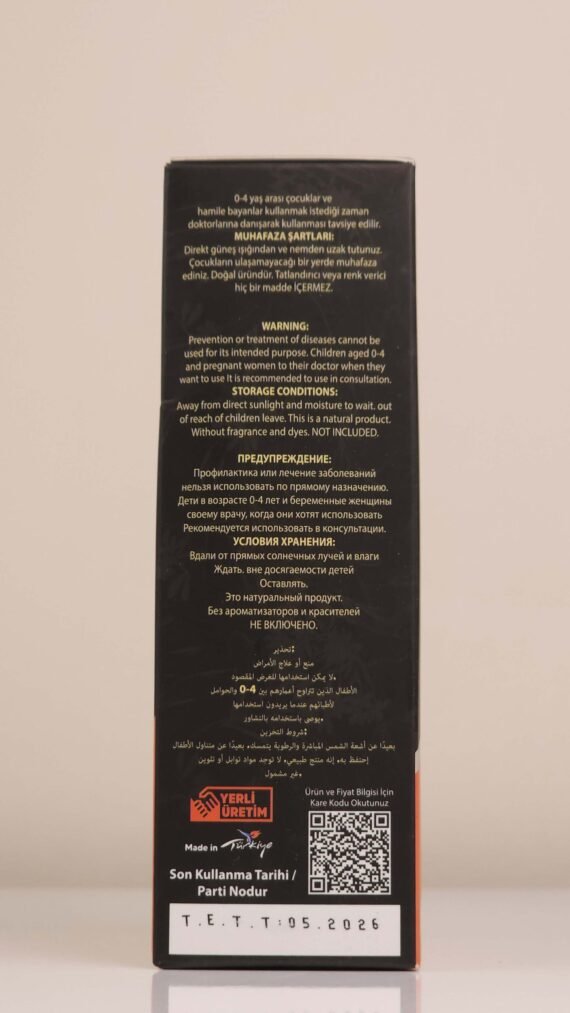 0-4 yaş arası çocuklar ve
hamile bayanlar kullanmak istediği zaman
doktorlarına danışarak kullanması tavsiye edilir.
MUHAFAZA ŞARTLARI:
Direkt güneş ışığından ve nemden uzak tutunuz.
Çocukların ulaşamayacağı bir yerde muhafaza
ediniz. Doğal üründür. Tatlandırıcı veya renk verici
hiç bir madde İÇERMEZ.
WARNING:
Prevention or treatment of diseases cannot be
used for its intended purpose. Children aged 0-4
and pregnant women to their doctor when they
want to use It is recommended to use in consultation.
STORAGE CONDITIONS:
Away from direct sunlight and moisture to wait. out
of reach of children leave. This is a natural product.
Without fragrance and dyes. NOT INCLUDED.
ПРЕДУПРЕЖДЕНИЕ:
Профилактика или лечение заболеваний
нельзя использовать по прямому назначению.
Дети в возрасте 0-4 лет и беременные женщины
своему врачу, когда они хотят использовать
Рекомендуется использовать в консультации.
УСЛОВИЯ ХРАНЕНИЯ:
Вдали от прямых солнечных лучей и влаги
Ждать. вне досягаемости детей
Оставлять.
Это натуральный продукт.
Без ароматизаторов и красителей
НЕ ВКЛЮЧЕНО.
تحذير:
منع أو علاج الأمراض
لا يمكن استخدامها للغرض المقصود.
الأطفال الذين تتراوح أعمارهم بين 4-0 والحوامل
لأطبائهم عندما يريدون استخدامها
يوصى باستخدامه بالتشاور.
شروط التخزين:
بعيدًا عن أشعة الشمس المباشرة والرطوبة يتمسك. بعيدًا عن متناول الأطفال
إحتفظ به. إنه منتج طبيعي. لا توجد مواد توابل أو تلوين
غير مشمول.
YERLİ
ÜRETİM
Ürün ve Fiyat Bilgisi İçin
Kare Kodu Okutunuz
Made in Türkiye
Son Kullanma Tarihi /
Parti Nodur
T.E.T.T:05.2026